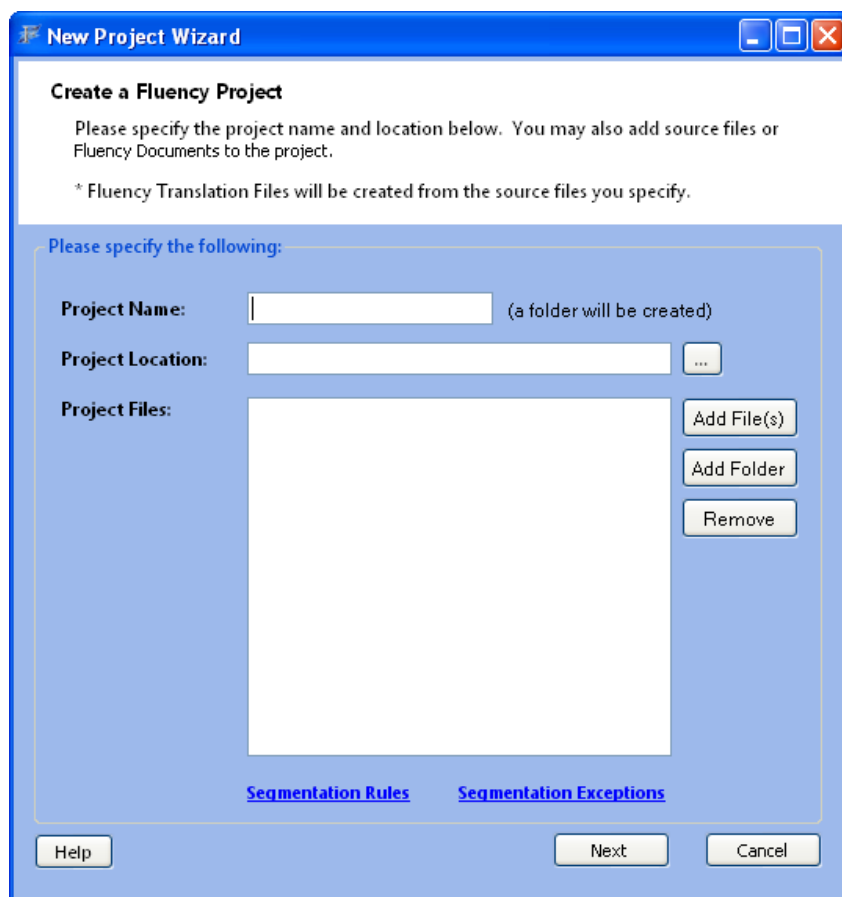 New Project Wizard
Create a Fluency Project
Please specify the project name and location below. You may also add source files or
Fluency Documents to the project.
* Fluency Translation Files will be created from the source files you specify.
Please specify the following:
Project Name: (a folder will be created)
Project Location: ...
Project Files:
Add File(s)
Add Folder
Remove
Segmentation Rules Segmentation Exceptions
Help Next Cancel